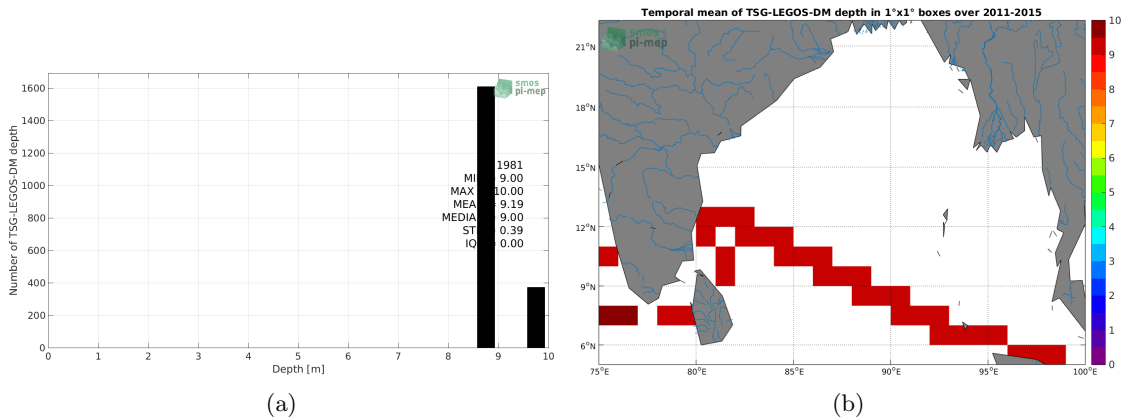 smos
pi-mep
1600
1400
1200
1000
800
600
400
200
0
Number of TSG-LEGOS-DM depth
1981
MI 9.00
MAX 10.00
MEA 9.19
MEDIA 9.00
ST 0.39
IQ 0.00
0 1 2 3 4 5 6 7 8 9 10
Depth [m]
(a)
Temporal mean of TSG-LEGOS-DM depth in 1°x1° boxes over 2011-2015
smos
pi-mep
21°N
18°N
15°N
12°N
9°N
6°N
75°E 80°E 85°E 90°E 95°E 100°E
10
9
8
7
6
5
4
3
2
1
0
(b)